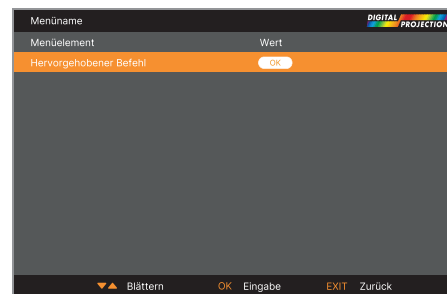 Menüname
DIGITAL PROJECTION
Menüelement Wert
Hervorgehobener Befehl OK
▼▲ Blättern OK Eingabe EXIT Zurück